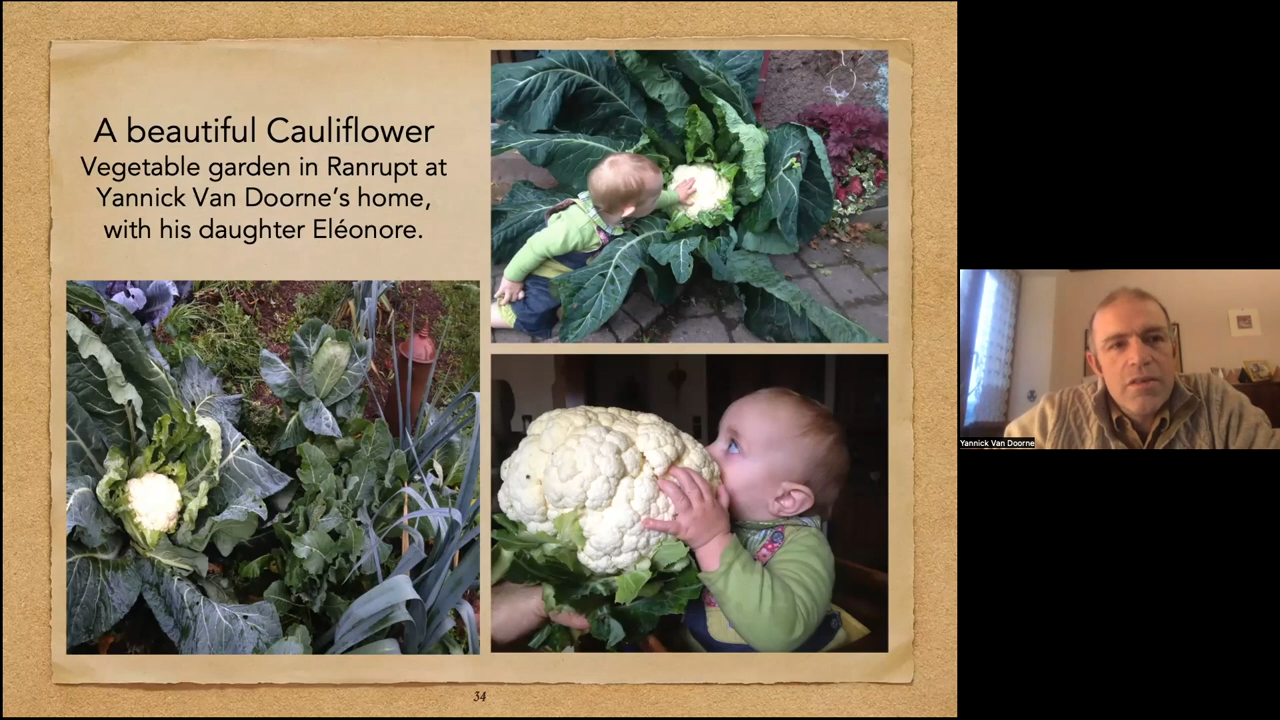 A beautiful Cauliflower
Vegetable garden in Ranrupt at
Yannick Van Doorne’s home,
with his daughter Eléonore.
34
Yannick Van Doorne